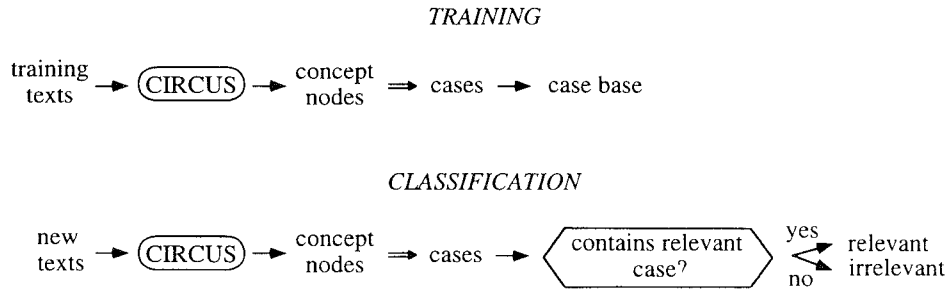 TRAINING
training texts → CIRCUS → concept nodes ⇒ cases → case base
CLASSIFICATION
new texts → CIRCUS → concept nodes ⇒ cases → contains relevant case? yes relevant
no irrelevant